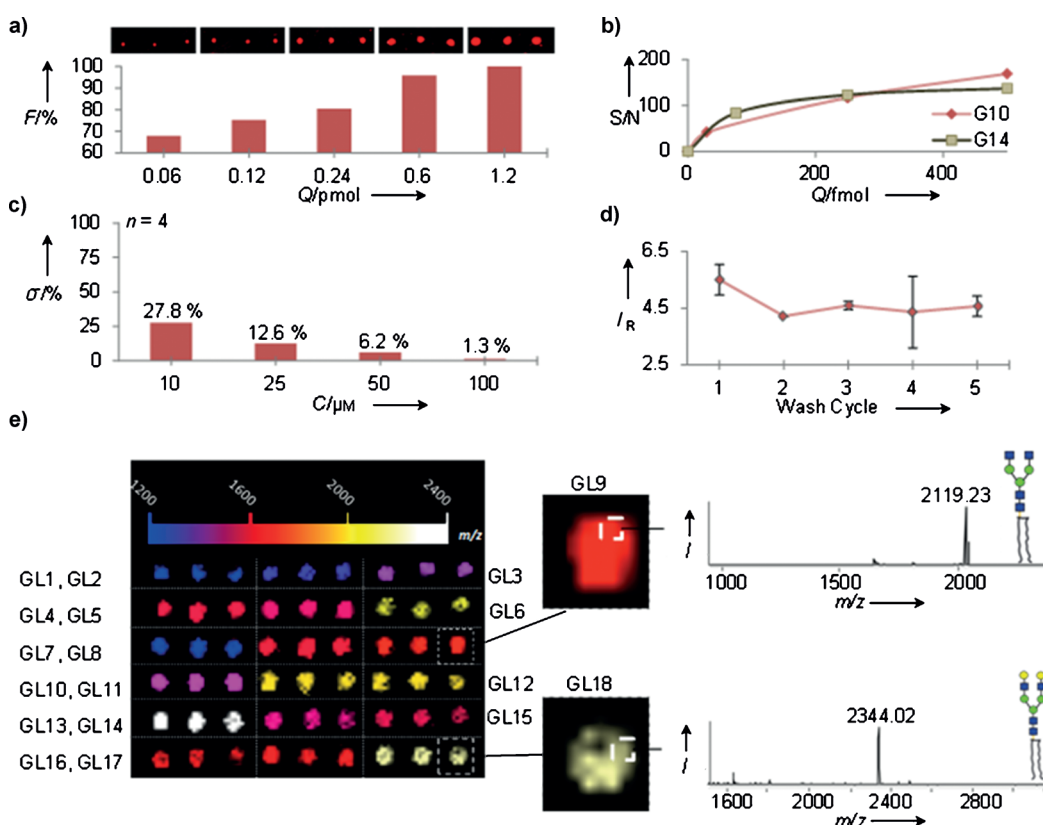 a)
100
90
80
70
60
F/%
0.06 0.12 0.24 0.6 1.2
Q/pmol
b)
200
100
0
S/N
G10
G14
0 200 400
Q/fmol
c)
n = 4
100
75
50
25
0
σ/%
27.8 %
12.6 %
6.2 %
1.3 %
10 25 50 100
C/µM
d)
6.5
4.5
2.5
I R
1 2 3 4 5
Wash Cycle
e)
1200 1600 2000 2400
m/z
GL1, GL2 GL3
GL4, GL5 GL6
GL7, GL8
GL10, GL11 GL12
GL13, GL14 GL15
GL16, GL17
GL9
2119.23
I
1000 1500 2000
m/z
GL18
2344.02
I
1600 2000 2400 2800
m/z